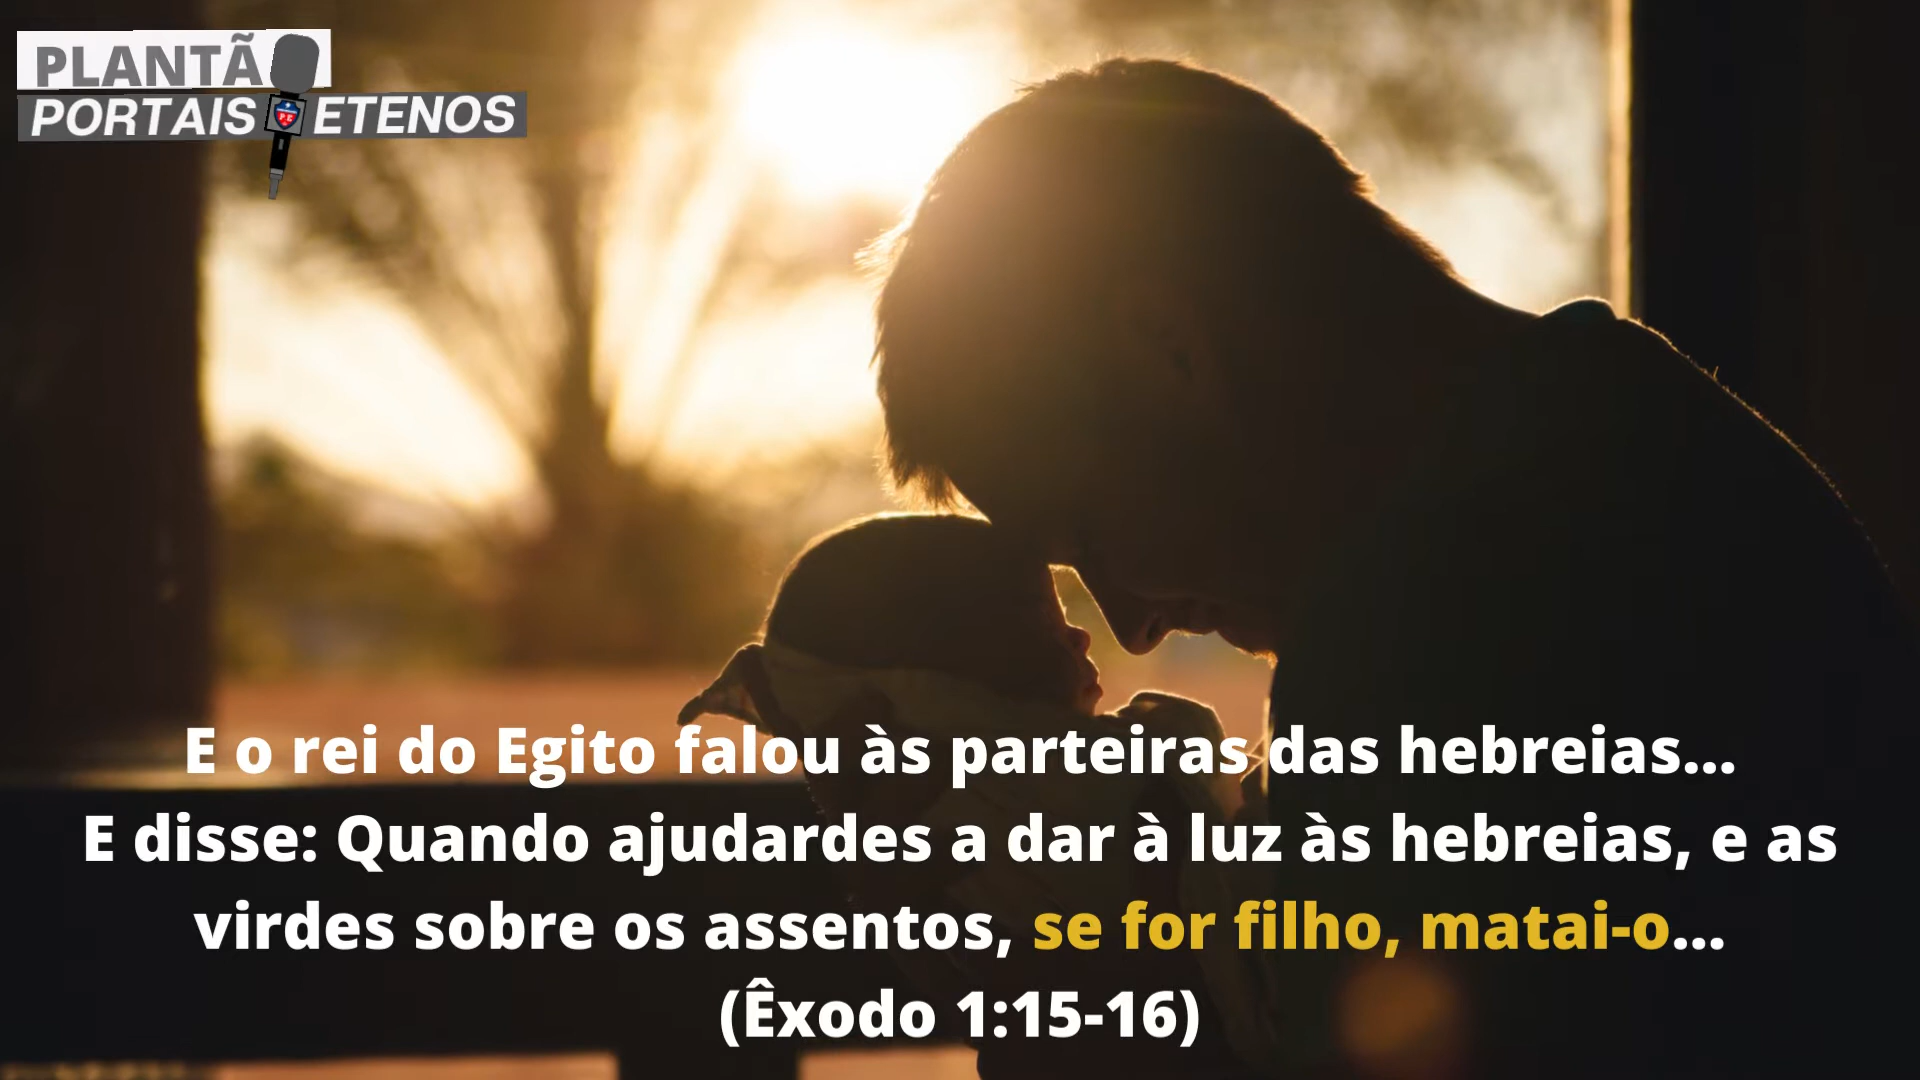 PLANTÃ
PORTAIS ETENOS
P.E
E o rei do Egito falou às parteiras das hebreias...
E disse: Quando ajudardes a dar à luz às hebreias, e as
virdes sobre os assentos, se for filho, matai-o...
(Êxodo 1:15-16)